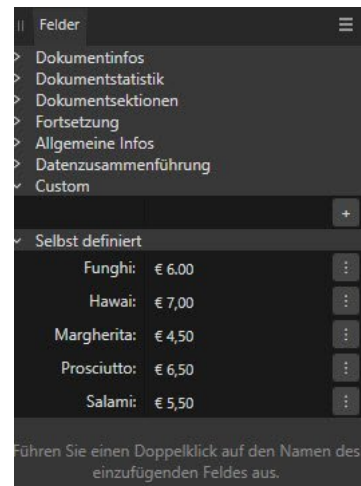 Felder
Dokumentinfos
Dokumentstatistik
Dokumentsektionen
Fortsetzung
Allgemeine Infos
Datenzusammenführung
Custom
+
Selbst definiert
Funghi: € 6.00
Hawai: € 7,00
Margherita: € 4,50
Prosciutto: € 6,50
Salami: € 5,50
Führen Sie einen Doppelklick auf den Namen des
einzufügenden Feldes aus.